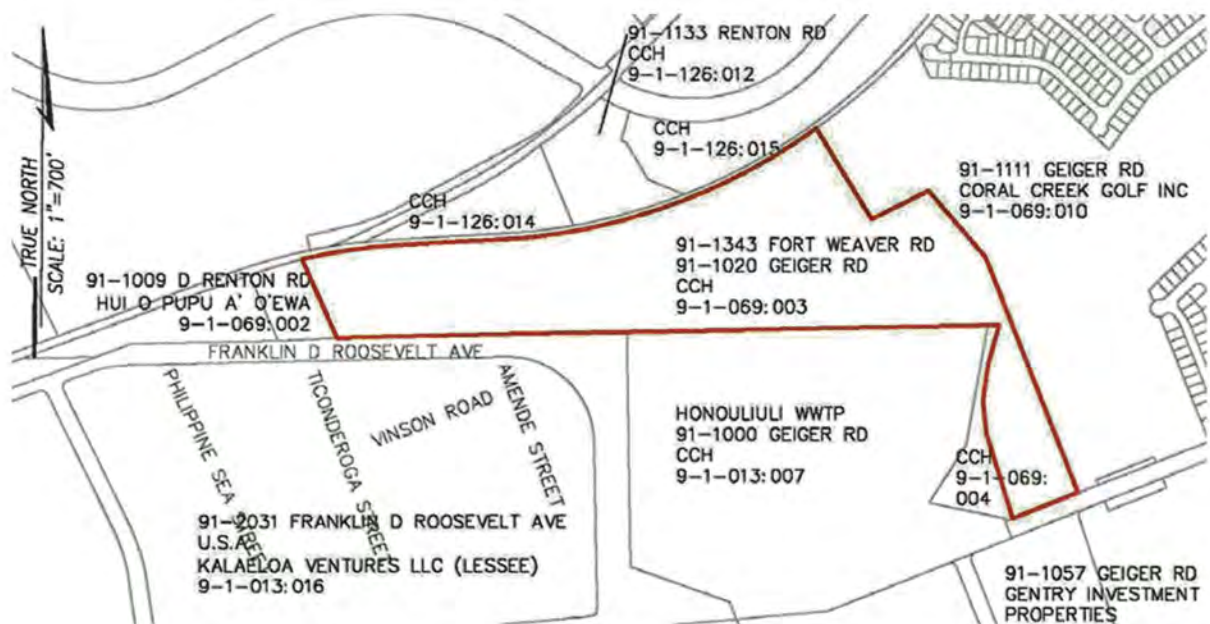 91-1133 RENTON RD
CCH
9-1-126:012
CCH
9-1-126:015
91-1111 GEIGER RD
CORAL CREEK GOLF INC
9-1-069:010
CCH
9-1-126:014
TRUE NORTH
SCALE: 1"=700'
91-1343 FORT WEAVER RD
91-1020 GEIGER RD
CCH
9-1-069:003
91-1009 D RENTON RD
HUI O PUPU A' O'EWA
9-1-069:002
FRANKLIN D ROOSEVELT AVE
PHILIPPINE SEA STREET
TICONDEROGA STREET
VINSON ROAD
AMENDE STREET
HONOULIULI WWTP
91-1000 GEIGER RD
CCH
9-1-013:007
CCH
9-1-069:
004
91-2031 FRANKLIN D ROOSEVELT AVE
U.S.A.
KALAELOA VENTURES LLC (LESSEE)
9-1-013:016
91-1057 GEIGER RD
GENTRY INVESTMENT
PROPERTIES